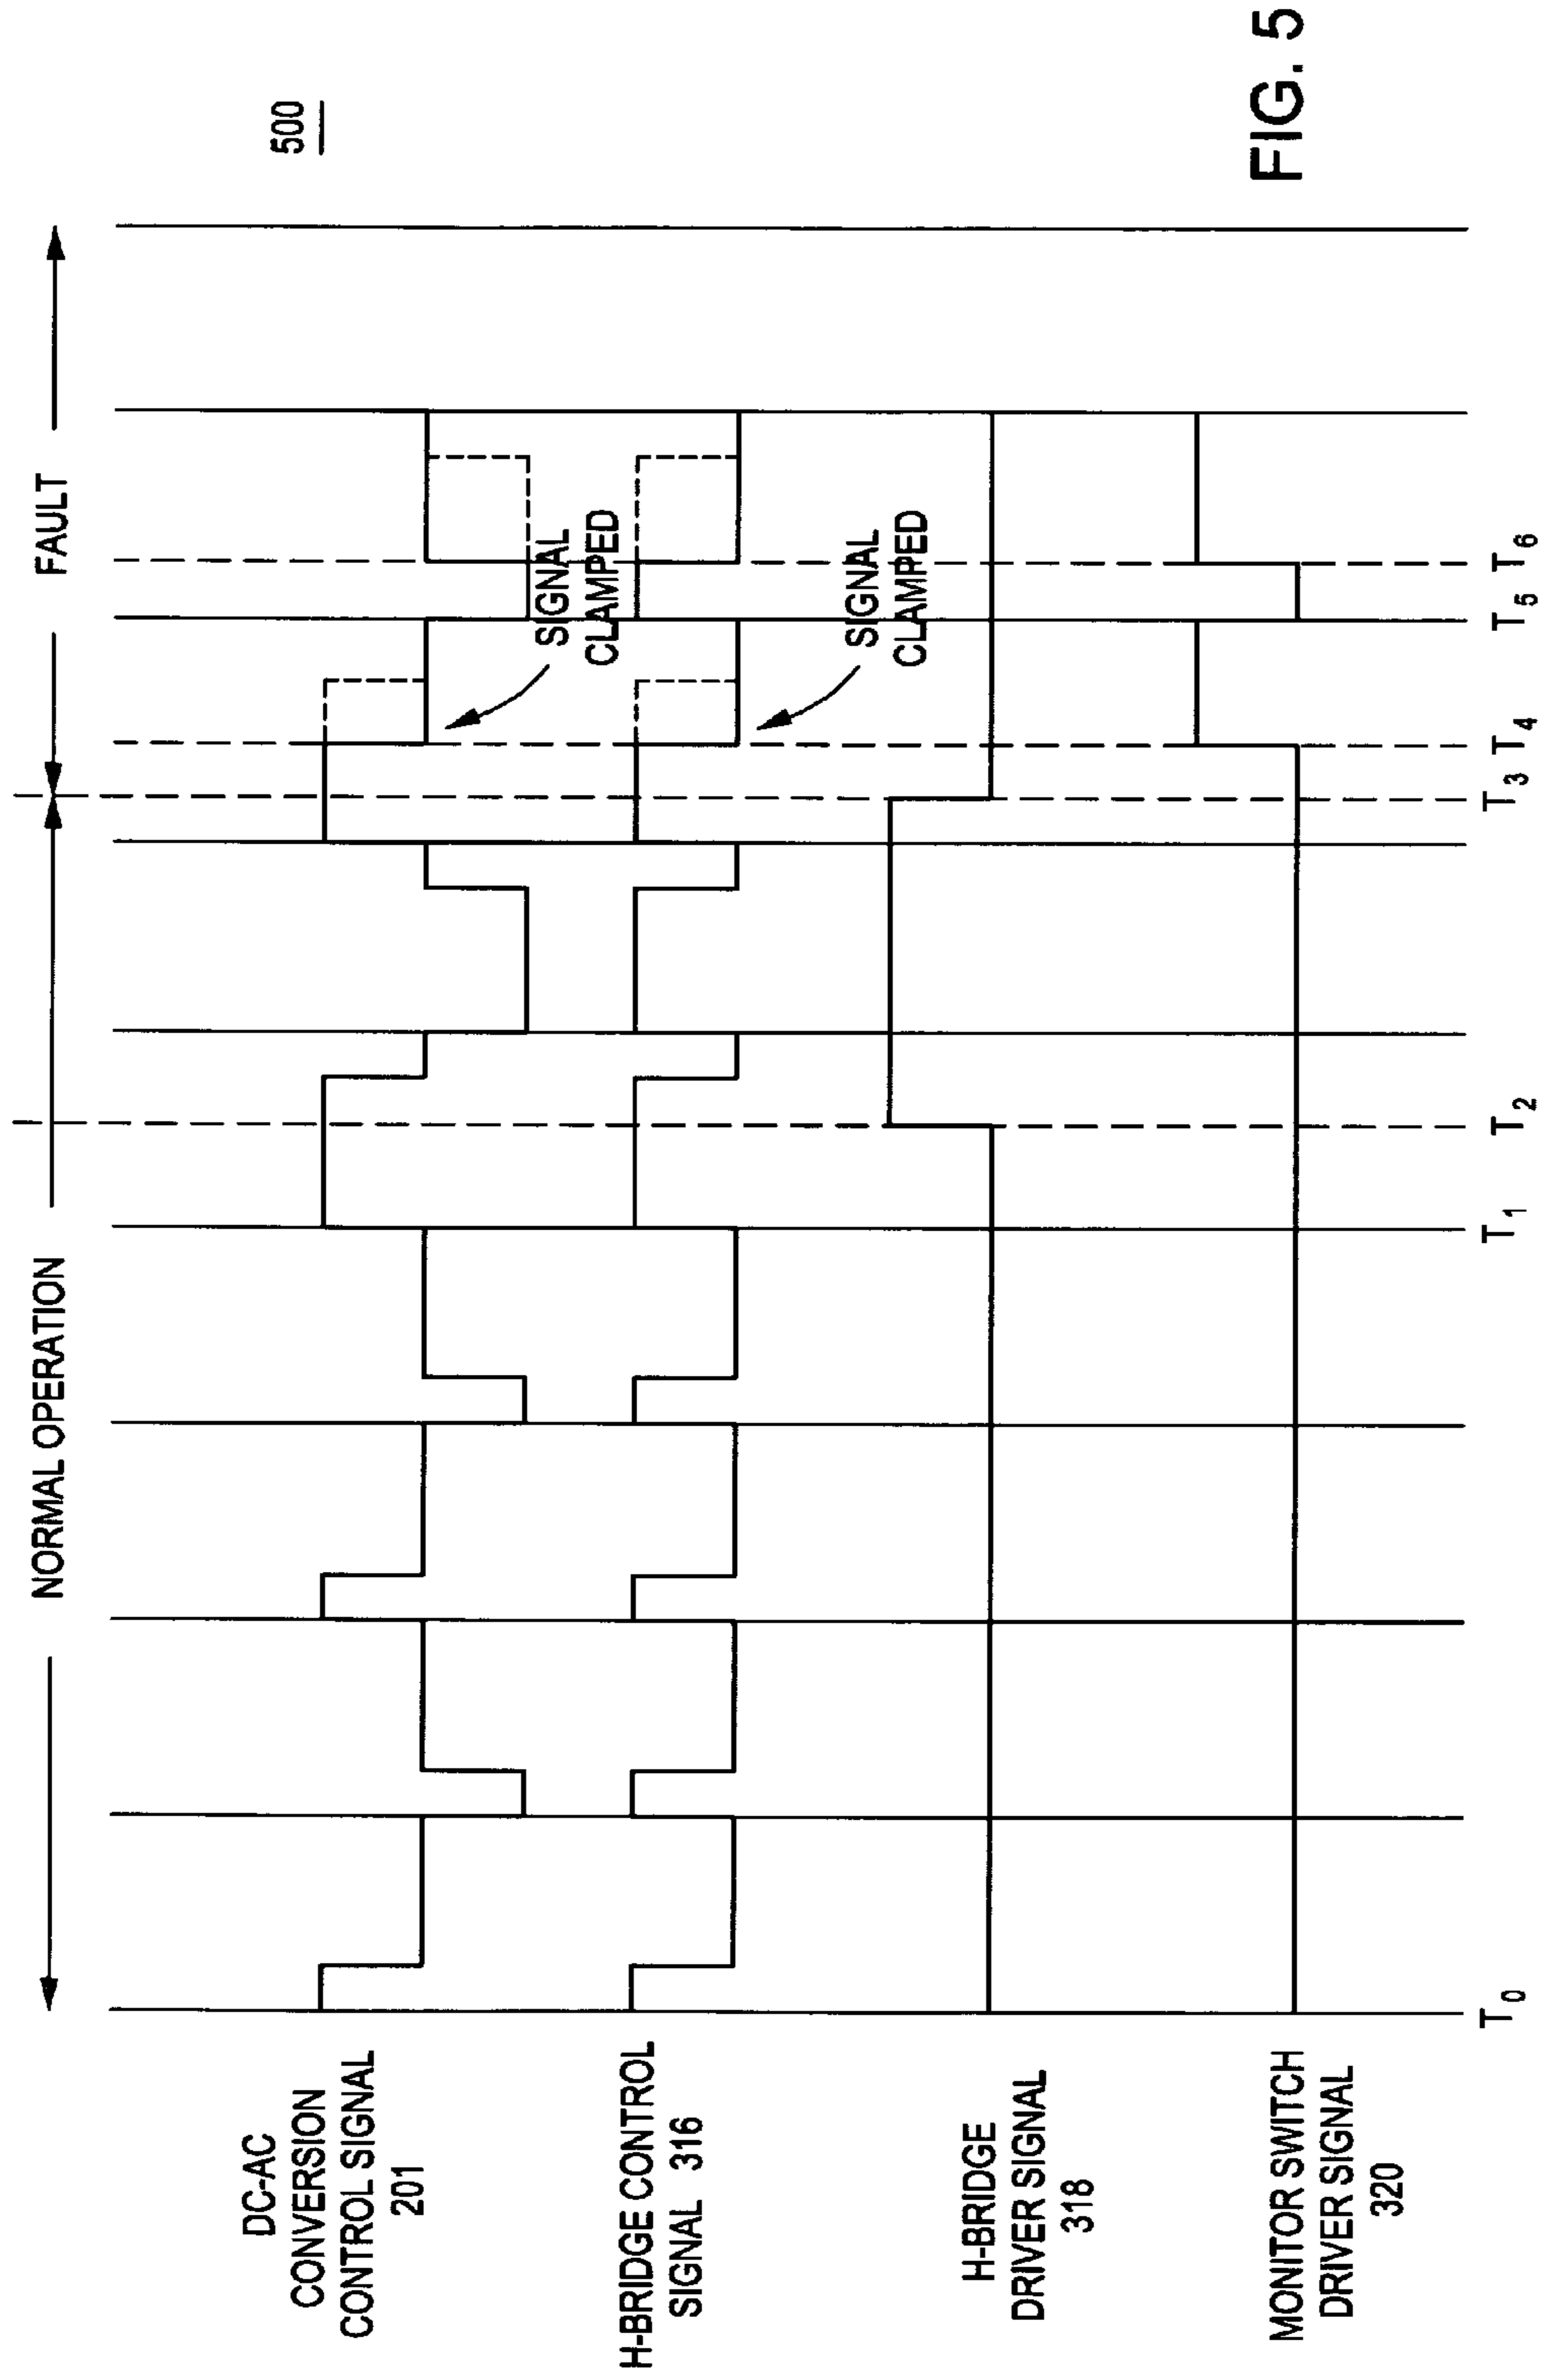 NORMAL OPERATION
FAULT
500
DC-AC
CONVERSION
CONTROL SIGNAL
201
SIGNAL
CLAMPED
H-BRIDGE CONTROL
SIGNAL 316
SIGNAL
CLAMPED
H-BRIDGE
DRIVER SIGNAL
318
MONITOR SWITCH
DRIVER SIGNAL
320
T0
T1
T2
T3
T4
T5
T6
FIG. 5